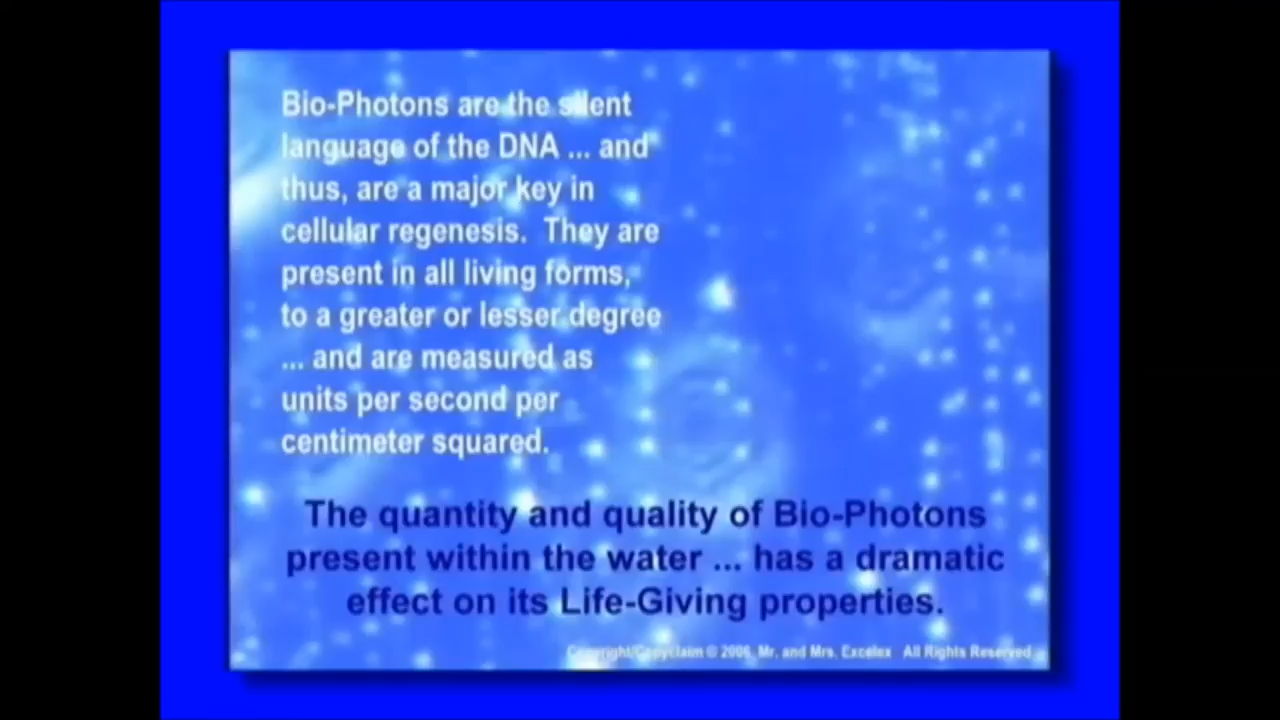 Bio-Photons are the silent
language of the DNA ... and
thus, are a major key in
cellular regenesis. They are
present in all living forms,
to a greater or lesser degree
... and are measured as
units per second per
centimeter squared.
The quantity and quality of Bio-Photons
present within the water ... has a dramatic
effect on its Life-Giving properties.
Copyright/Copyclaim © 2006, Mr. and Mrs. Excelex All Rights Reserved